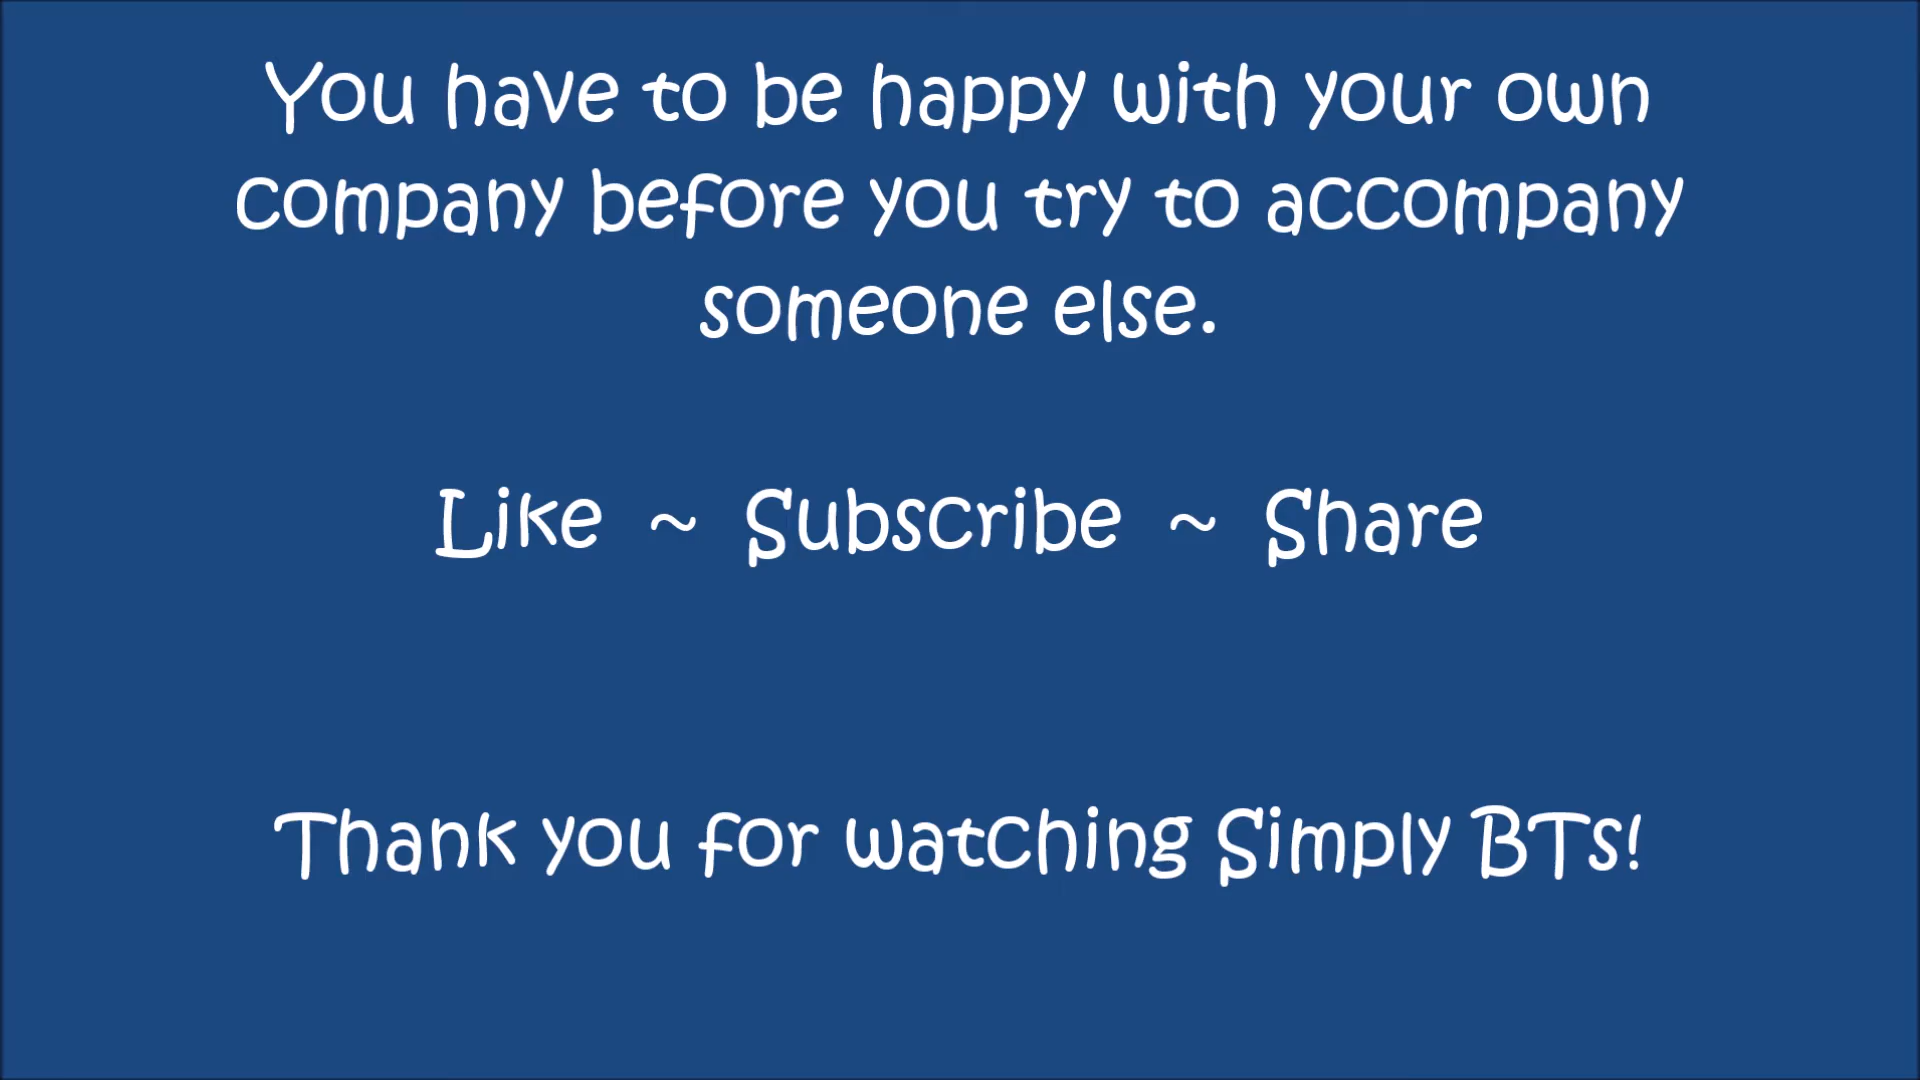 You have to be happy with your own
company before you try to accompany
someone else.
Like ~ Subscribe ~ Share
Thank you for watching Simply BTs!